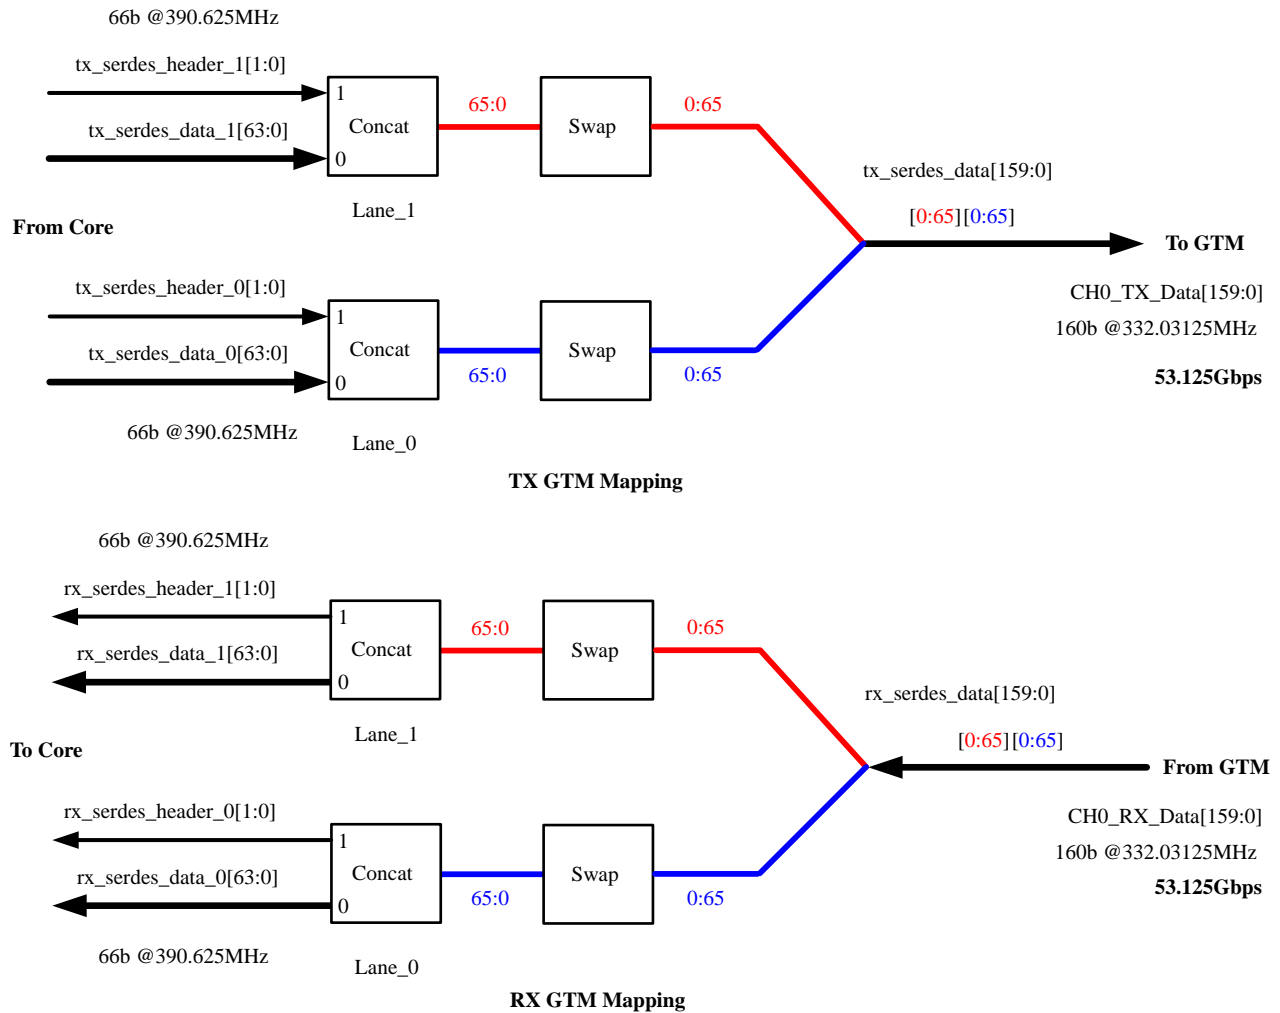 66b @390.625MHz
tx_serdes_header_1[1:0]
1
65:0
0:65
Concat
Swap
tx_serdes_data_1[63:0]
0
tx_serdes_data[159:0]
Lane_1
[0:65][0:65]
From Core
To GTM
tx_serdes_header_0[1:0]
CH0_TX_Data[159:0]
1
160b @332.03125MHz
Concat
Swap
tx_serdes_data_0[63:0]
65:0
0:65
53.125Gbps
0
66b @390.625MHz
Lane_0
TX GTM Mapping
66b @390.625MHz
rx_serdes_header_1[1:0]
1
65:0
0:65
Concat
Swap
rx_serdes_data_1[63:0]
0
rx_serdes_data[159:0]
Lane_1
[0:65][0:65]
To Core
From GTM
rx_serdes_header_0[1:0]
CH0_RX_Data[159:0]
1
160b @332.03125MHz
Concat
Swap
rx_serdes_data_0[63:0]
53.125Gbps
65:0
0:65
0
66b @390.625MHz
Lane_0
RX GTM Mapping